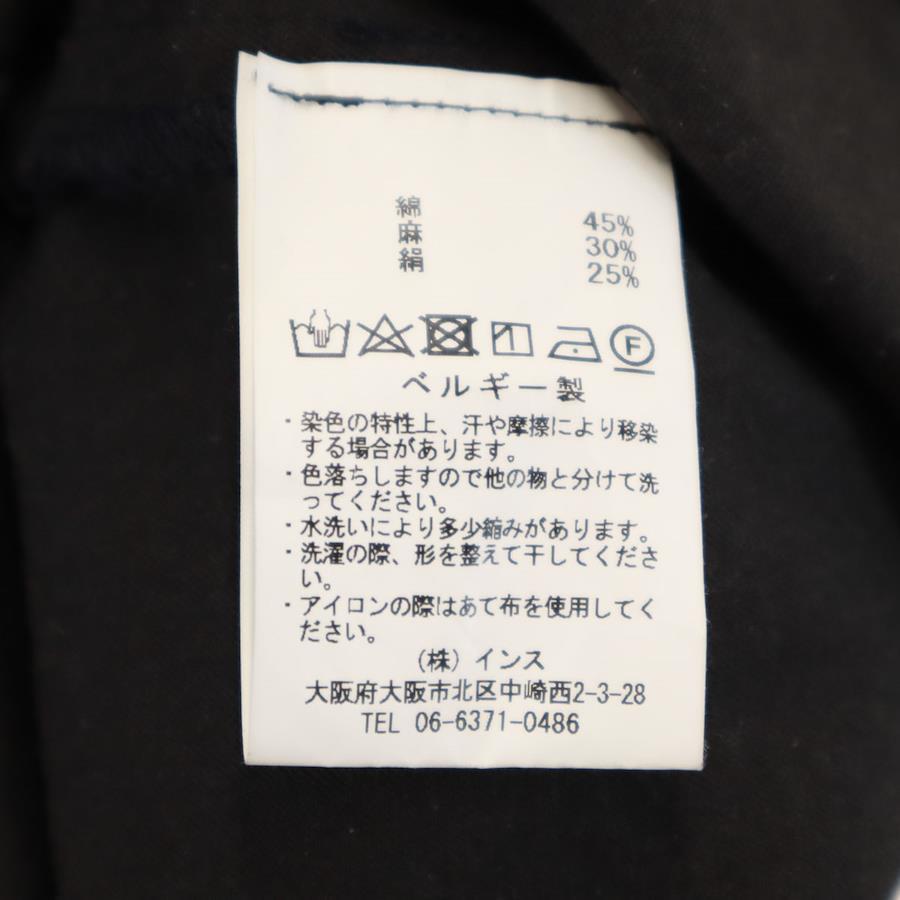 綿 45%
麻 30%
絹 25%
F
ベルギー製
・染色の特性上、汗や摩擦により移染
する場合があります。
・色落ちしますので他の物と分けて洗
ってください。
・水洗いにより多少縮みがあります。
・洗濯の際、形を整えて干してくださ
い。
・アイロンの際はあて布を使用してく
ださい。
(株)インス
大阪府大阪市北区中崎西2-3-28
TEL 06-6371-0486